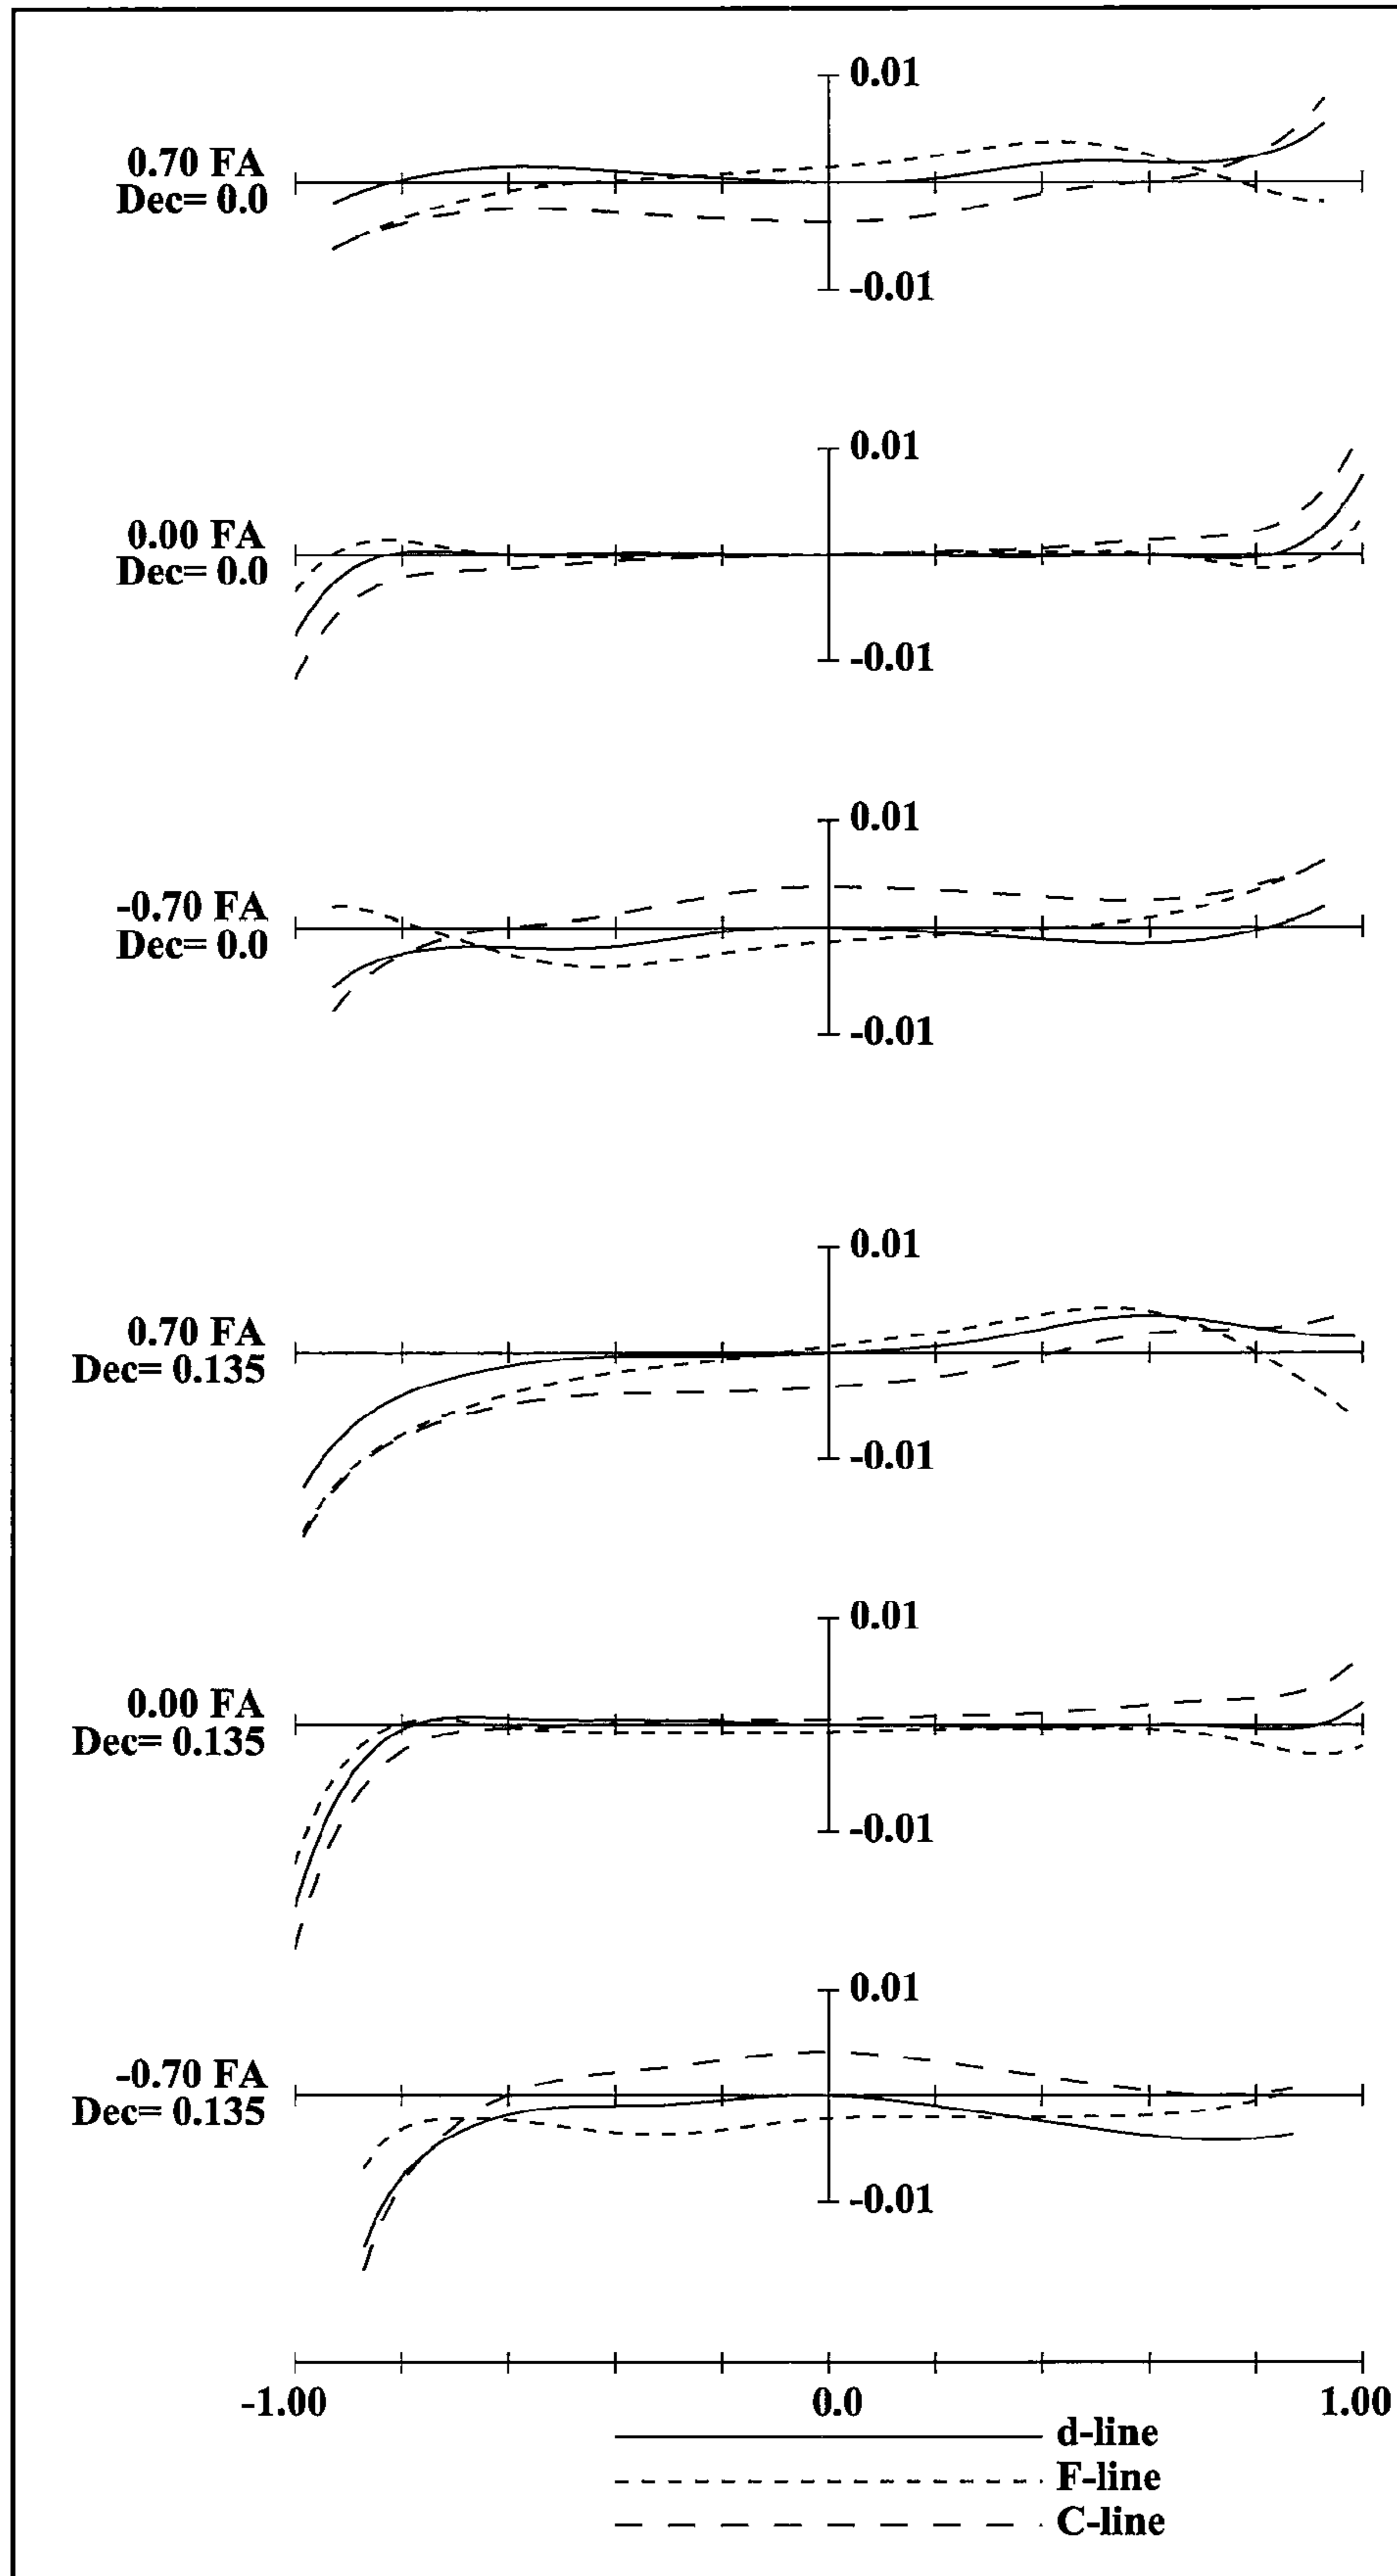 0.01
0.70 FA
Dec= 0.0
-0.01
0.01
0.00 FA
Dec= 0.0
-0.01
0.01
-0.70 FA
Dec= 0.0
-0.01
0.01
0.70 FA
Dec= 0.135
-0.01
0.01
0.00 FA
Dec= 0.135
-0.01
0.01
-0.70 FA
Dec= 0.135
-0.01
-1.00 0.0 1.00
d-line
F-line
C-line